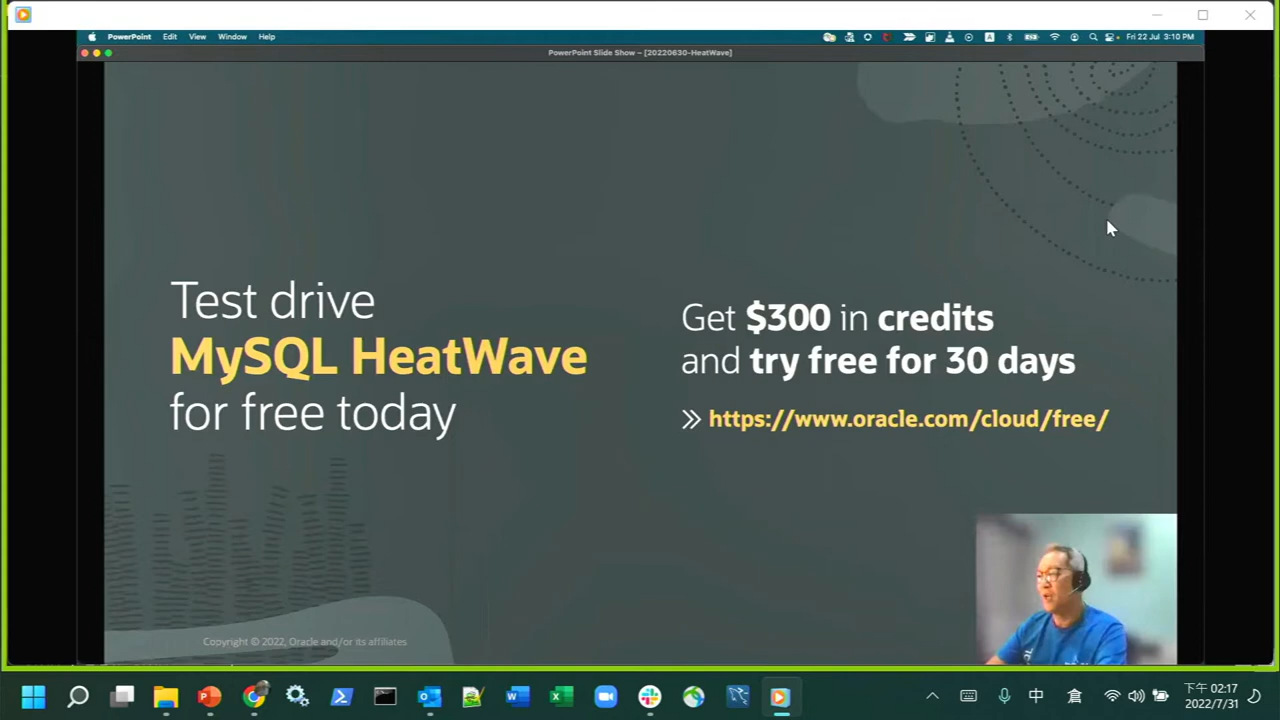 PowerPoint Edit View Window Help
A
Fri 22 Jul 3:10 PM
PowerPoint Slide Show ~ [20220630-HeatWave]
Test drive
MySQL HeatWave
for free today
Get $300 in credits
and try free for 30 days
https://www.oracle.com/cloud/free/
Copyright © 2022, Oracle and/or its affiliates
中
下午 02:17
2022/7/31